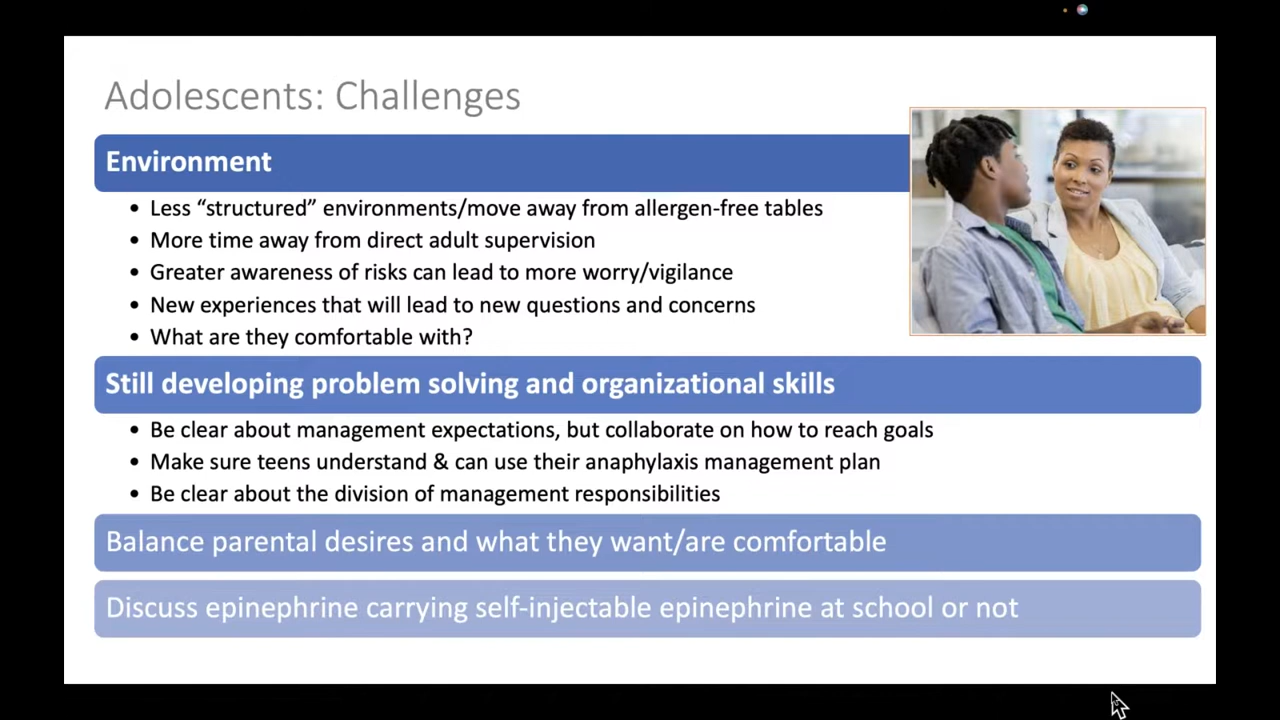 Adolescents: Challenges
Environment
• Less “structured” environments/move away from allergen-free tables
• More time away from direct adult supervision
• Greater awareness of risks can lead to more worry/vigilance
• New experiences that will lead to new questions and concerns
• What are they comfortable with?
Still developing problem solving and organizational skills
• Be clear about management expectations, but collaborate on how to reach goals
• Make sure teens understand & can use their anaphylaxis management plan
• Be clear about the division of management responsibilities
Balance parental desires and what they want/are comfortable
Discuss epinephrine carrying self-injectable epinephrine at school or not